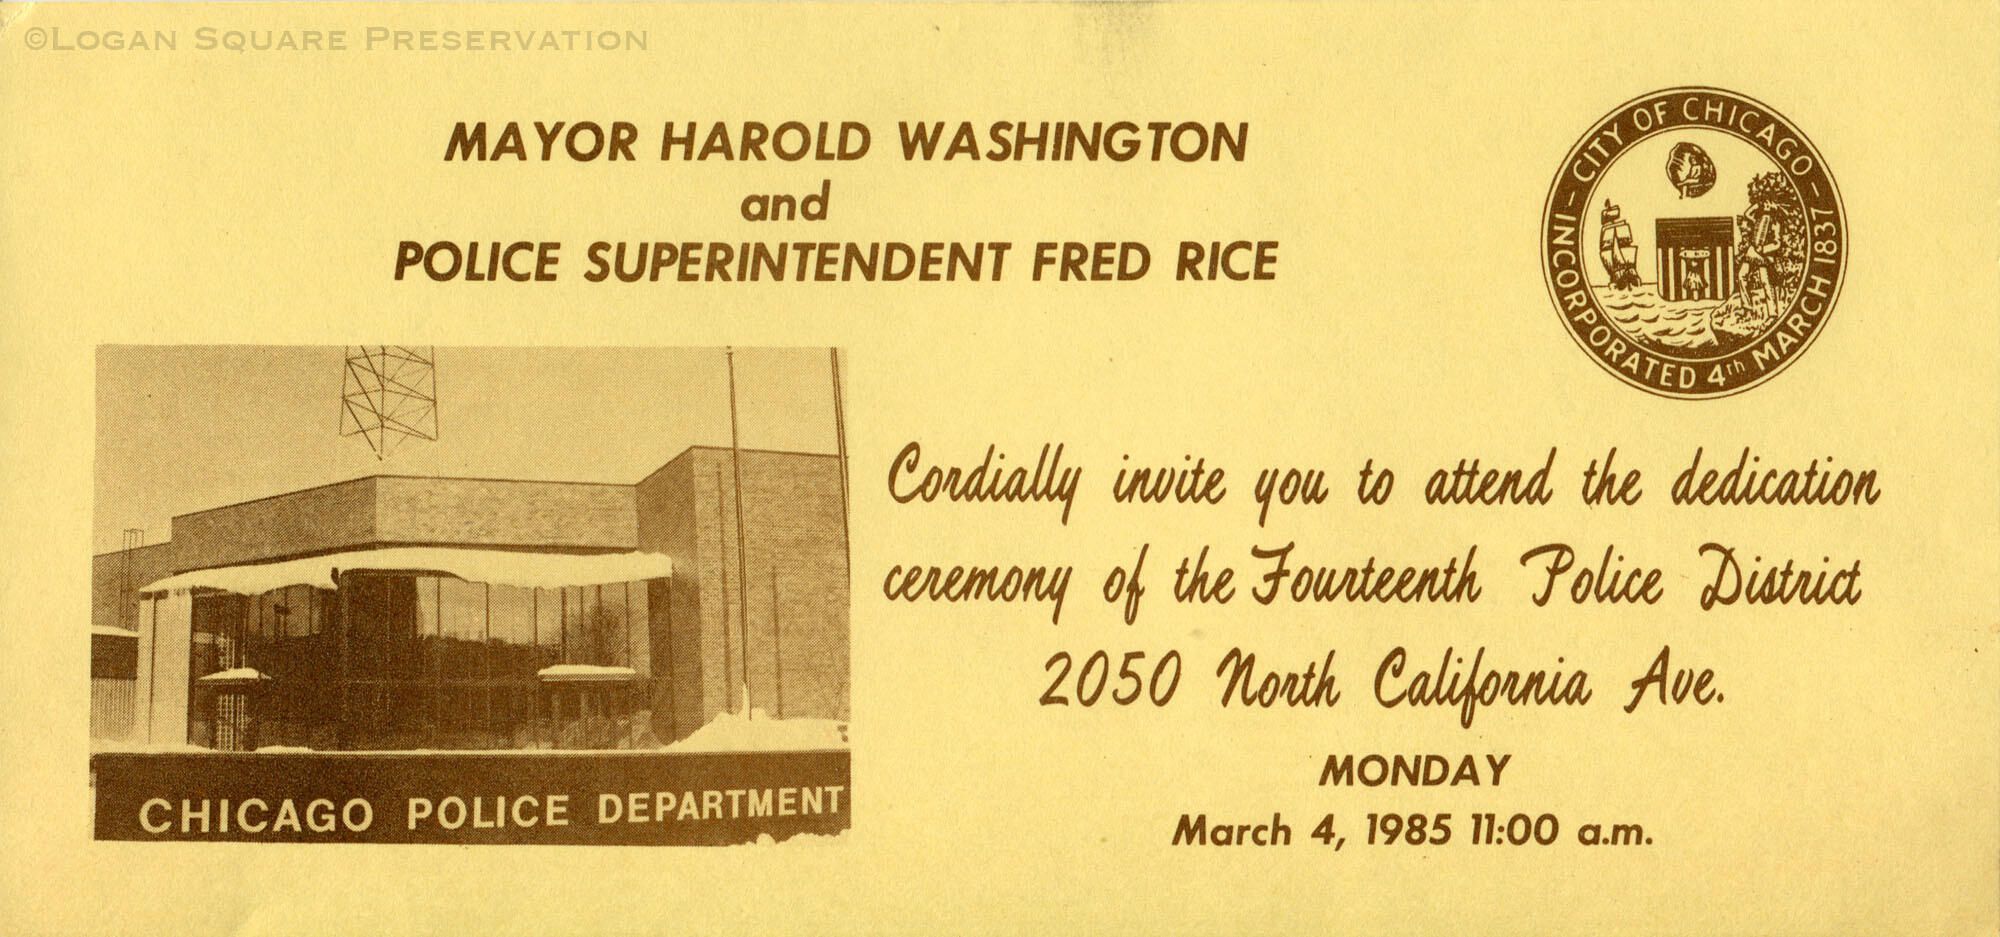 ©Logan Square Preservation
MAYOR HAROLD WASHINGTON
and
POLICE SUPERINTENDENT FRED RICE
CITY OF CHICAGO
INCORPORATED 4th MARCH 1837
Cordially invite you to attend the dedication
ceremony of the Fourteenth Police District
2050 North California Ave.
MONDAY
March 4, 1985 11:00 a.m.
CHICAGO POLICE DEPARTMENT